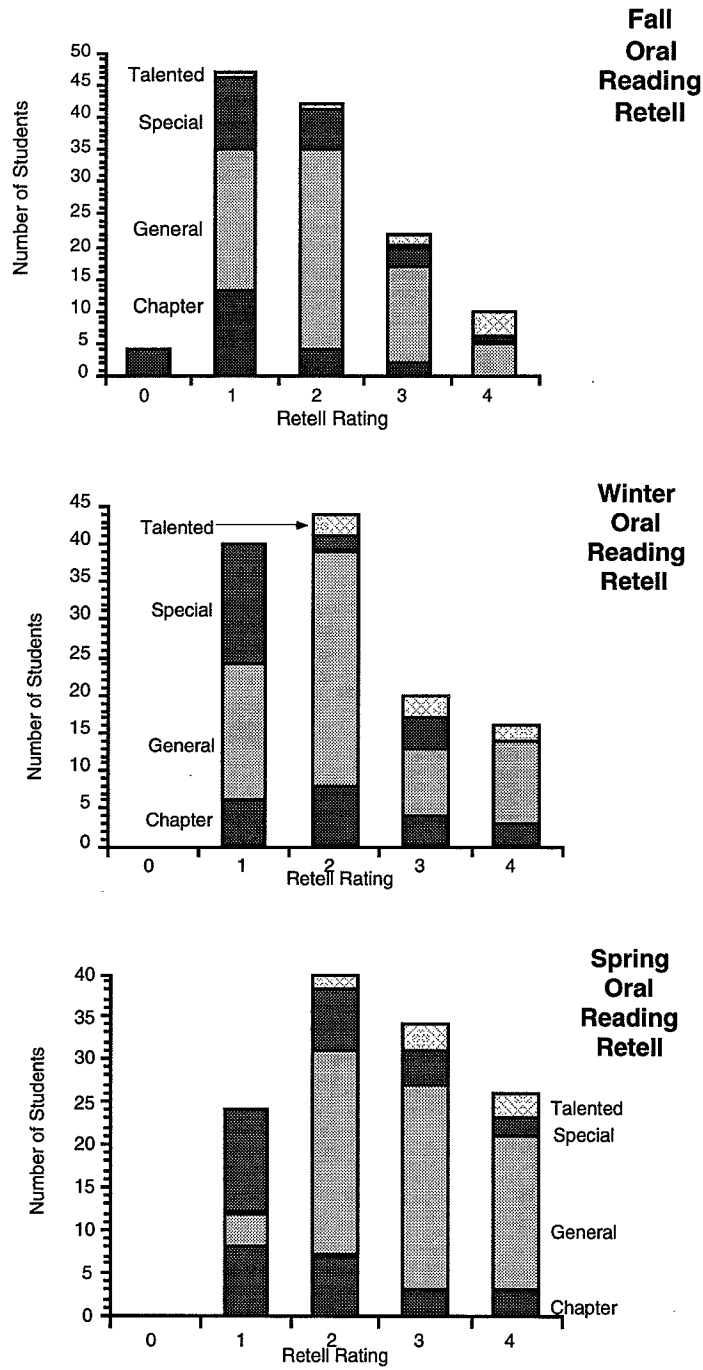 Fall
Oral
Reading
Retell
50
45
40
35
30
25
20
15
10
5
0
Number of Students
Talented
Special
General
Chapter
0 1 2 3 4
Retell Rating
Winter
Oral
Reading
Retell
45
40
35
30
25
20
15
10
5
0
Number of Students
Talented
Special
General
Chapter
0 1 2 3 4
Retell Rating
Spring
Oral
Reading
Retell
40
35
30
25
20
15
10
5
0
Number of Students
Talented
Special
General
Chapter
0 1 2 3 4
Retell Rating